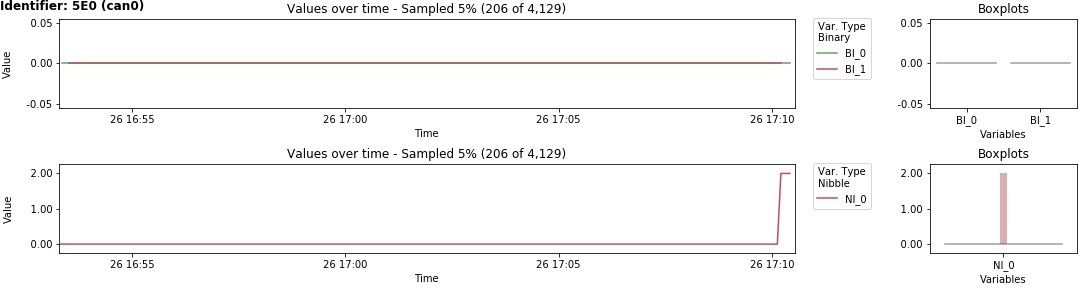 Identifier: 5E0 (can0)
Values over time - Sampled 5% (206 of 4,129)
Value
0.05
0.00
-0.05
26 16:55
26 17:00
26 17:05
26 17:10
Time
Var. Type
Binary
BI_0
BI_1
Boxplots
0.05
0.00
-0.05
BI_0
BI_1
Variables
Values over time - Sampled 5% (206 of 4,129)
Value
2.00
1.00
0.00
26 16:55
26 17:00
26 17:05
26 17:10
Time
Var. Type
Nibble
NI_0
Boxplots
2.00
1.00
0.00
NI_0
Variables